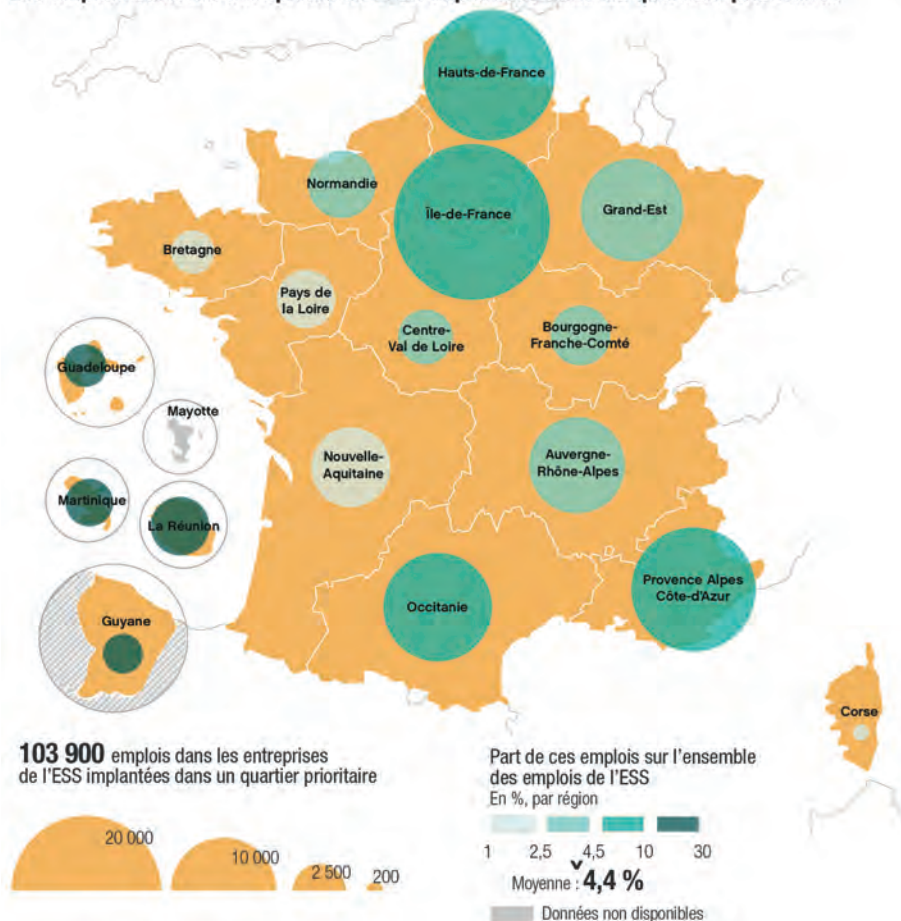 Hauts-de-France
Normandie
Île-de-France
Grand-Est
Bretagne
Pays de
la Loire
Centre-
Val de Loire
Bourgogne-
Franche-Comté
Guadeloupe
Mayotte
Nouvelle-
Aquitaine
Auvergne-
Rhône-Alpes
Martinique
La Réunion
Provence Alpes
Côte-d'Azur
Occitanie
Guyane
Corse
103 900 emplois dans les entreprises
de l'ESS implantées dans un quartier prioritaire
20 000
10 000
2 500
200
Part de ces emplois sur l'ensemble
des emplois de l'ESS
En %, par région
1 2,5 4,5 10 30
Moyenne : 4,4 %
Données non disponibles